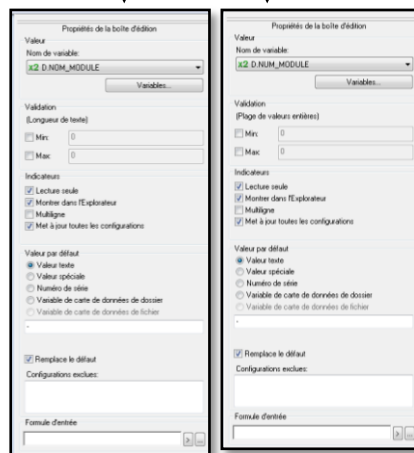 Propriétés de la boîte d'édition
Valeur
Nom de variable:
x2 D.NOM_MODULE
Variables...
Validation
(Longueur de texte)
Min: 0
Max: 0
Indicateurs
Lecture seule
Montrer dans l'Explorateur
Multiligne
Met à jour toutes les configurations
Valeur par défaut
Valeur texte
Valeur spéciale
Numéro de série
Variable de carte de données de dossier
Variable de carte de données de fichier
-
Remplace le défaut
Configurations exclues:
Formule d'entrée
> ...
Propriétés de la boîte d'édition
Valeur
Nom de variable:
x2 D.NOM_MODULE
Variables...
Validation
(Plage de valeurs entières)
Min: 0
Max: 0
Indicateurs
Lecture seule
Montrer dans l'Explorateur
Multiligne
Met à jour toutes les configurations
Valeur par défaut
Valeur texte
Valeur spéciale
Numéro de série
Variable de carte de données de dossier
Variable de carte de données de fichier
-
Remplace le défaut
Configurations exclues:
Formule d'entrée
> ...